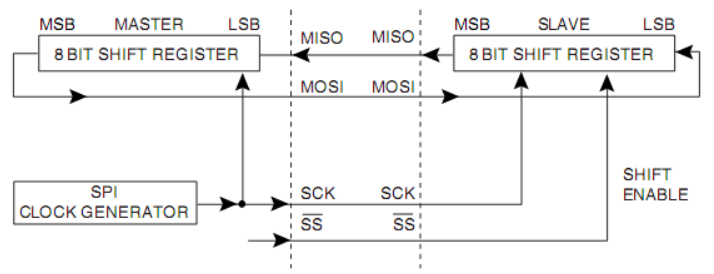 MSB MASTER LSB
8 BIT SHIFT REGISTER
MISO MISO
MSB SLAVE LSB
8 BIT SHIFT REGISTER
MOSI MOSI
SPI
CLOCK GENERATOR
SCK SCK
SS SS
SHIFT
ENABLE